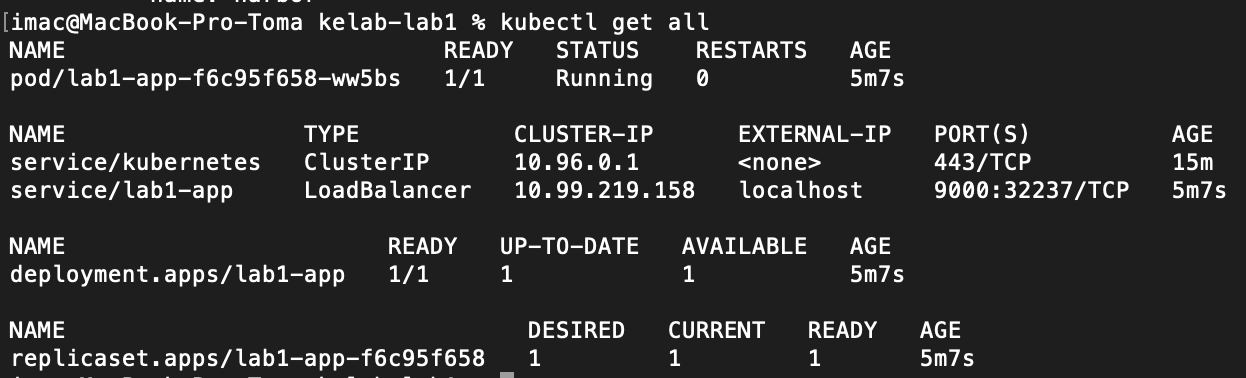 [imac@MacBook-Pro-Toma kelab-lab1 % kubectl get all
NAME READY STATUS RESTARTS AGE
pod/lab1-app-f6c95f658-ww5bs 1/1 Running 0 5m7s
NAME TYPE CLUSTER-IP EXTERNAL-IP PORT(S) AGE
service/kubernetes ClusterIP 10.96.0.1 <none> 443/TCP 15m
service/lab1-app LoadBalancer 10.99.219.158 localhost 9000:32237/TCP 5m7s
NAME READY UP-TO-DATE AVAILABLE AGE
deployment.apps/lab1-app 1/1 1 1 5m7s
NAME DESIRED CURRENT READY AGE
replicaset.apps/lab1-app-f6c95f658 1 1 1 5m7s